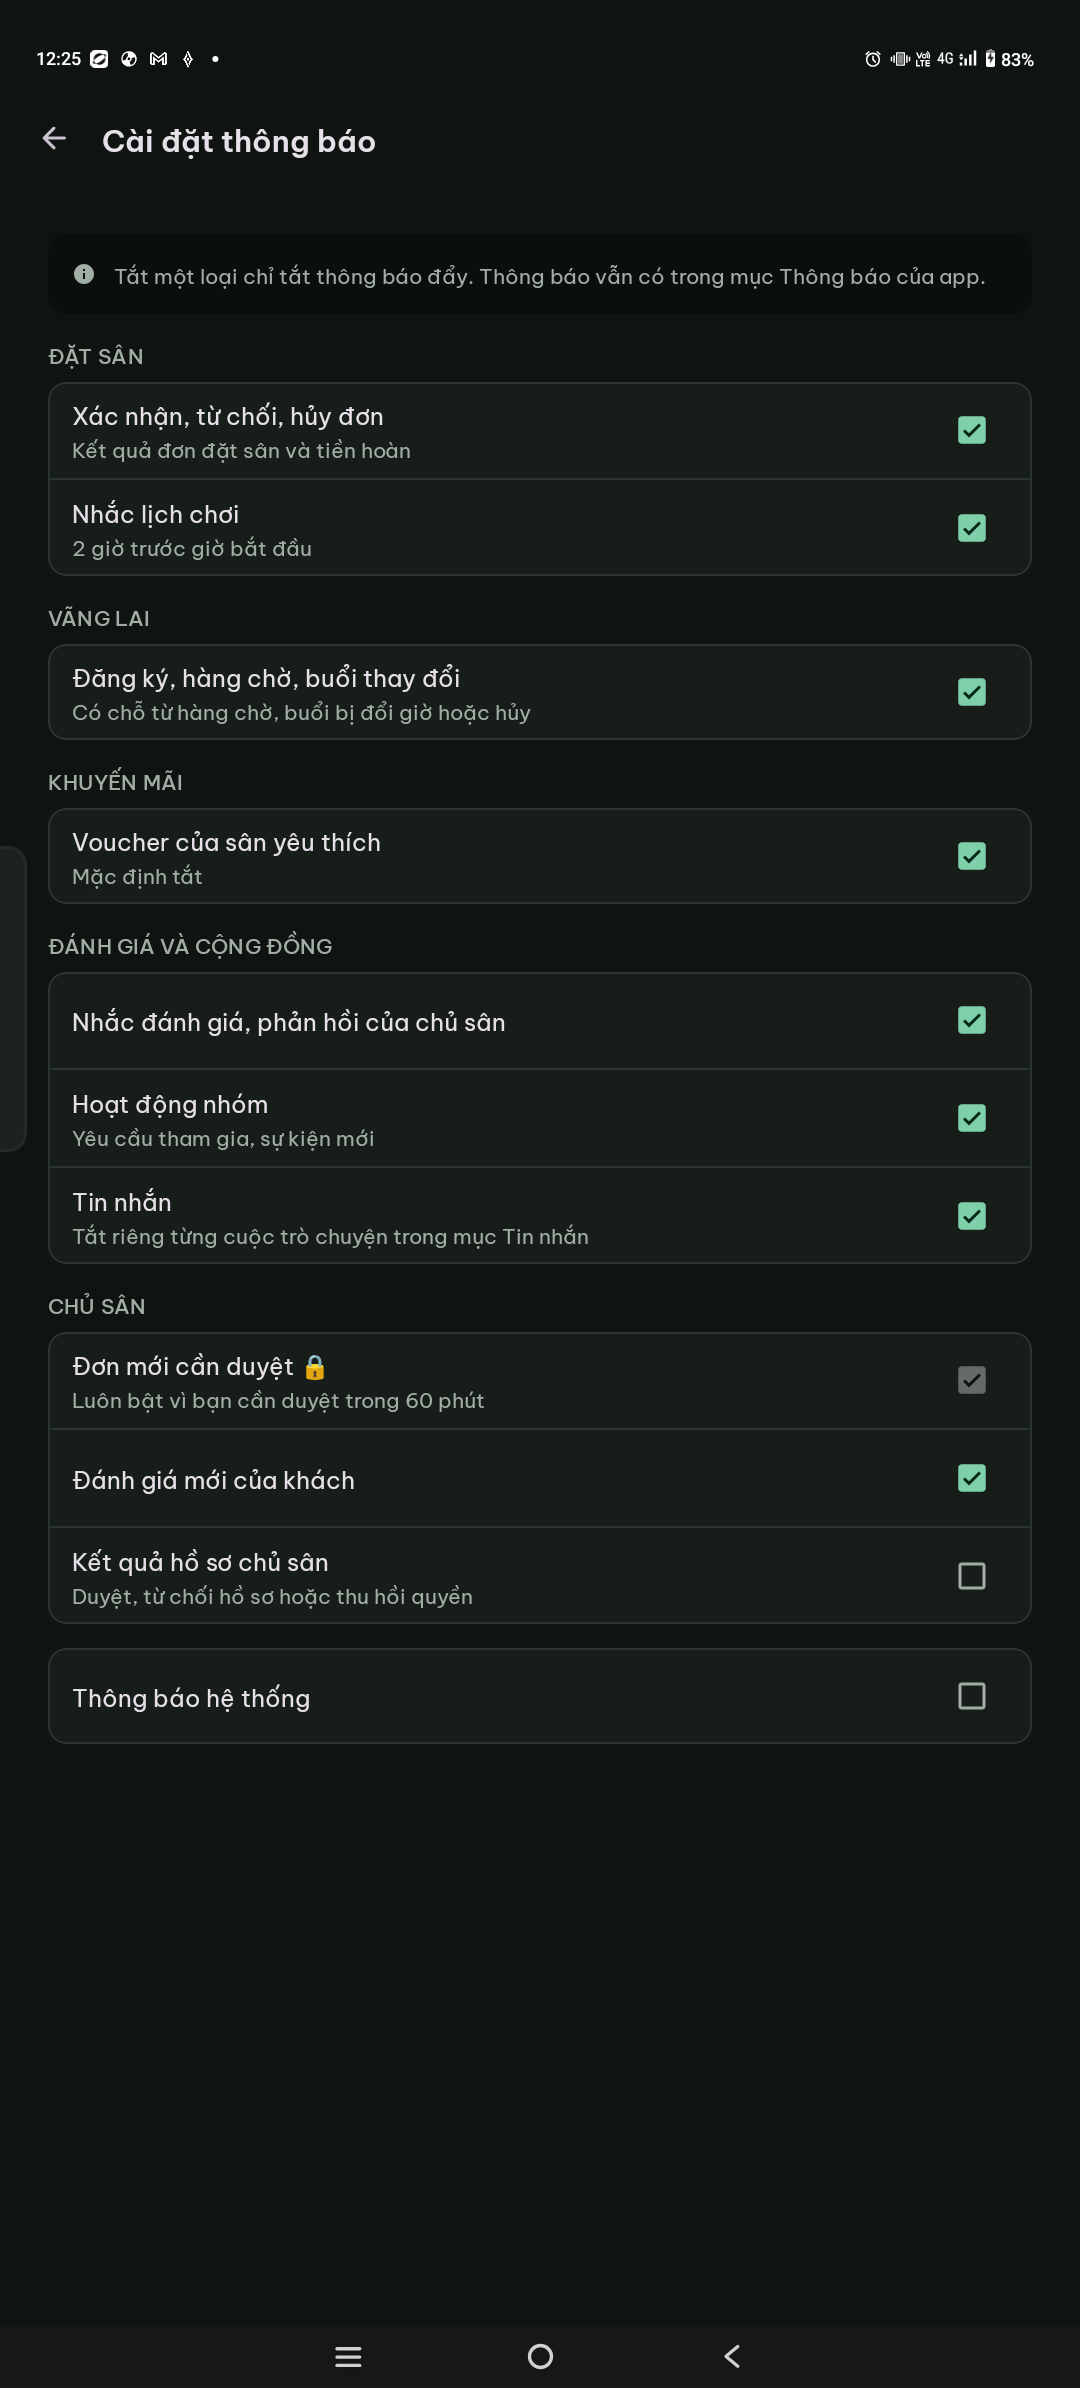 12:25
4G 83%
Cài đặt thông báo
Tắt một loại chỉ tắt thông báo đẩy. Thông báo vẫn có trong mục Thông báo của app.
ĐẶT SÂN
Xác nhận, từ chối, hủy đơn
Kết quả đơn đặt sân và tiền hoàn
Nhắc lịch chơi
2 giờ trước giờ bắt đầu
VÃNG LAI
Đăng ký, hàng chờ, buổi thay đổi
Có chỗ từ hàng chờ, buổi bị đổi giờ hoặc hủy
KHUYẾN MÃI
Voucher của sân yêu thích
Mặc định tắt
ĐÁNH GIÁ VÀ CỘNG ĐỒNG
Nhắc đánh giá, phản hồi của chủ sân
Hoạt động nhóm
Yêu cầu tham gia, sự kiện mới
Tin nhắn
Tắt riêng từng cuộc trò chuyện trong mục Tin nhắn
CHỦ SÂN
Đơn mới cần duyệt 🔒
Luôn bật vì bạn cần duyệt trong 60 phút
Đánh giá mới của khách
Kết quả hồ sơ chủ sân
Duyệt, từ chối hồ sơ hoặc thu hồi quyền
Thông báo hệ thống